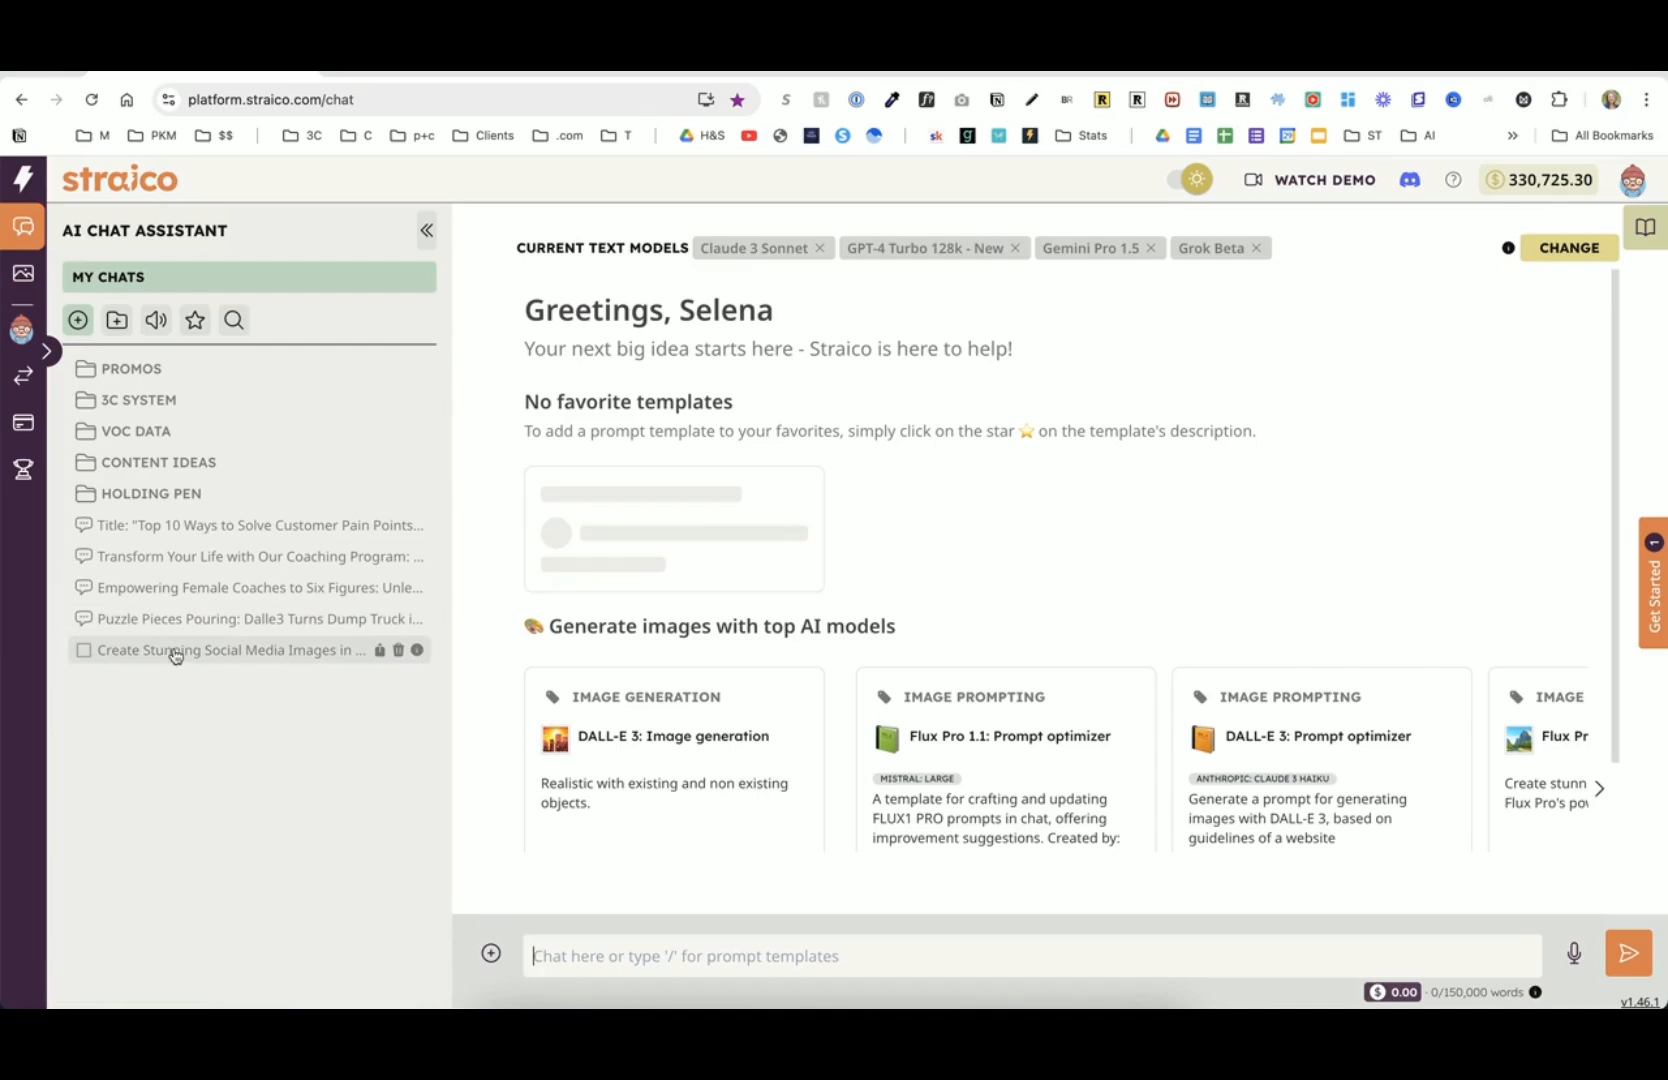 platform.straico.com/chat
M PKM $$ 3C C p+c Clients .com T H&S sk Stats ST AI » All Bookmarks
straico
WATCH DEMO
330,725.30
AI CHAT ASSISTANT
MY CHATS
PROMOS
3C SYSTEM
VOC DATA
CONTENT IDEAS
HOLDING PEN
Title: "Top 10 Ways to Solve Customer Pain Points...
Transform Your Life with Our Coaching Program: ...
Empowering Female Coaches to Six Figures: Unle...
Puzzle Pieces Pouring: Dalle3 Turns Dump Truck i...
Create Stunning Social Media Images in ...
CURRENT TEXT MODELS Claude 3 Sonnet × GPT-4 Turbo 128k - New × Gemini Pro 1.5 × Grok Beta × CHANGE
Greetings, Selena
Your next big idea starts here - Straico is here to help!
No favorite templates
To add a prompt template to your favorites, simply click on the star ⭐ on the template's description.
Generate images with top AI models
IMAGE GENERATION
DALL-E 3: Image generation
Realistic with existing and non existing
objects.
IMAGE PROMPTING
Flux Pro 1.1: Prompt optimizer
MISTRAL: LARGE
A template for crafting and updating
FLUX1 PRO prompts in chat, offering
improvement suggestions. Created by:
IMAGE PROMPTING
DALL-E 3: Prompt optimizer
ANTHROPIC: CLAUDE 3 HAIKU
Generate a prompt for generating
images with DALL-E 3, based on
guidelines of a website
IMAGE
Flux Pr
Create stunn
Flux Pro's pov
Get Started 1
Chat here or type '/' for prompt templates
$ 0.00 · 0/150,000 words
v1.46.1